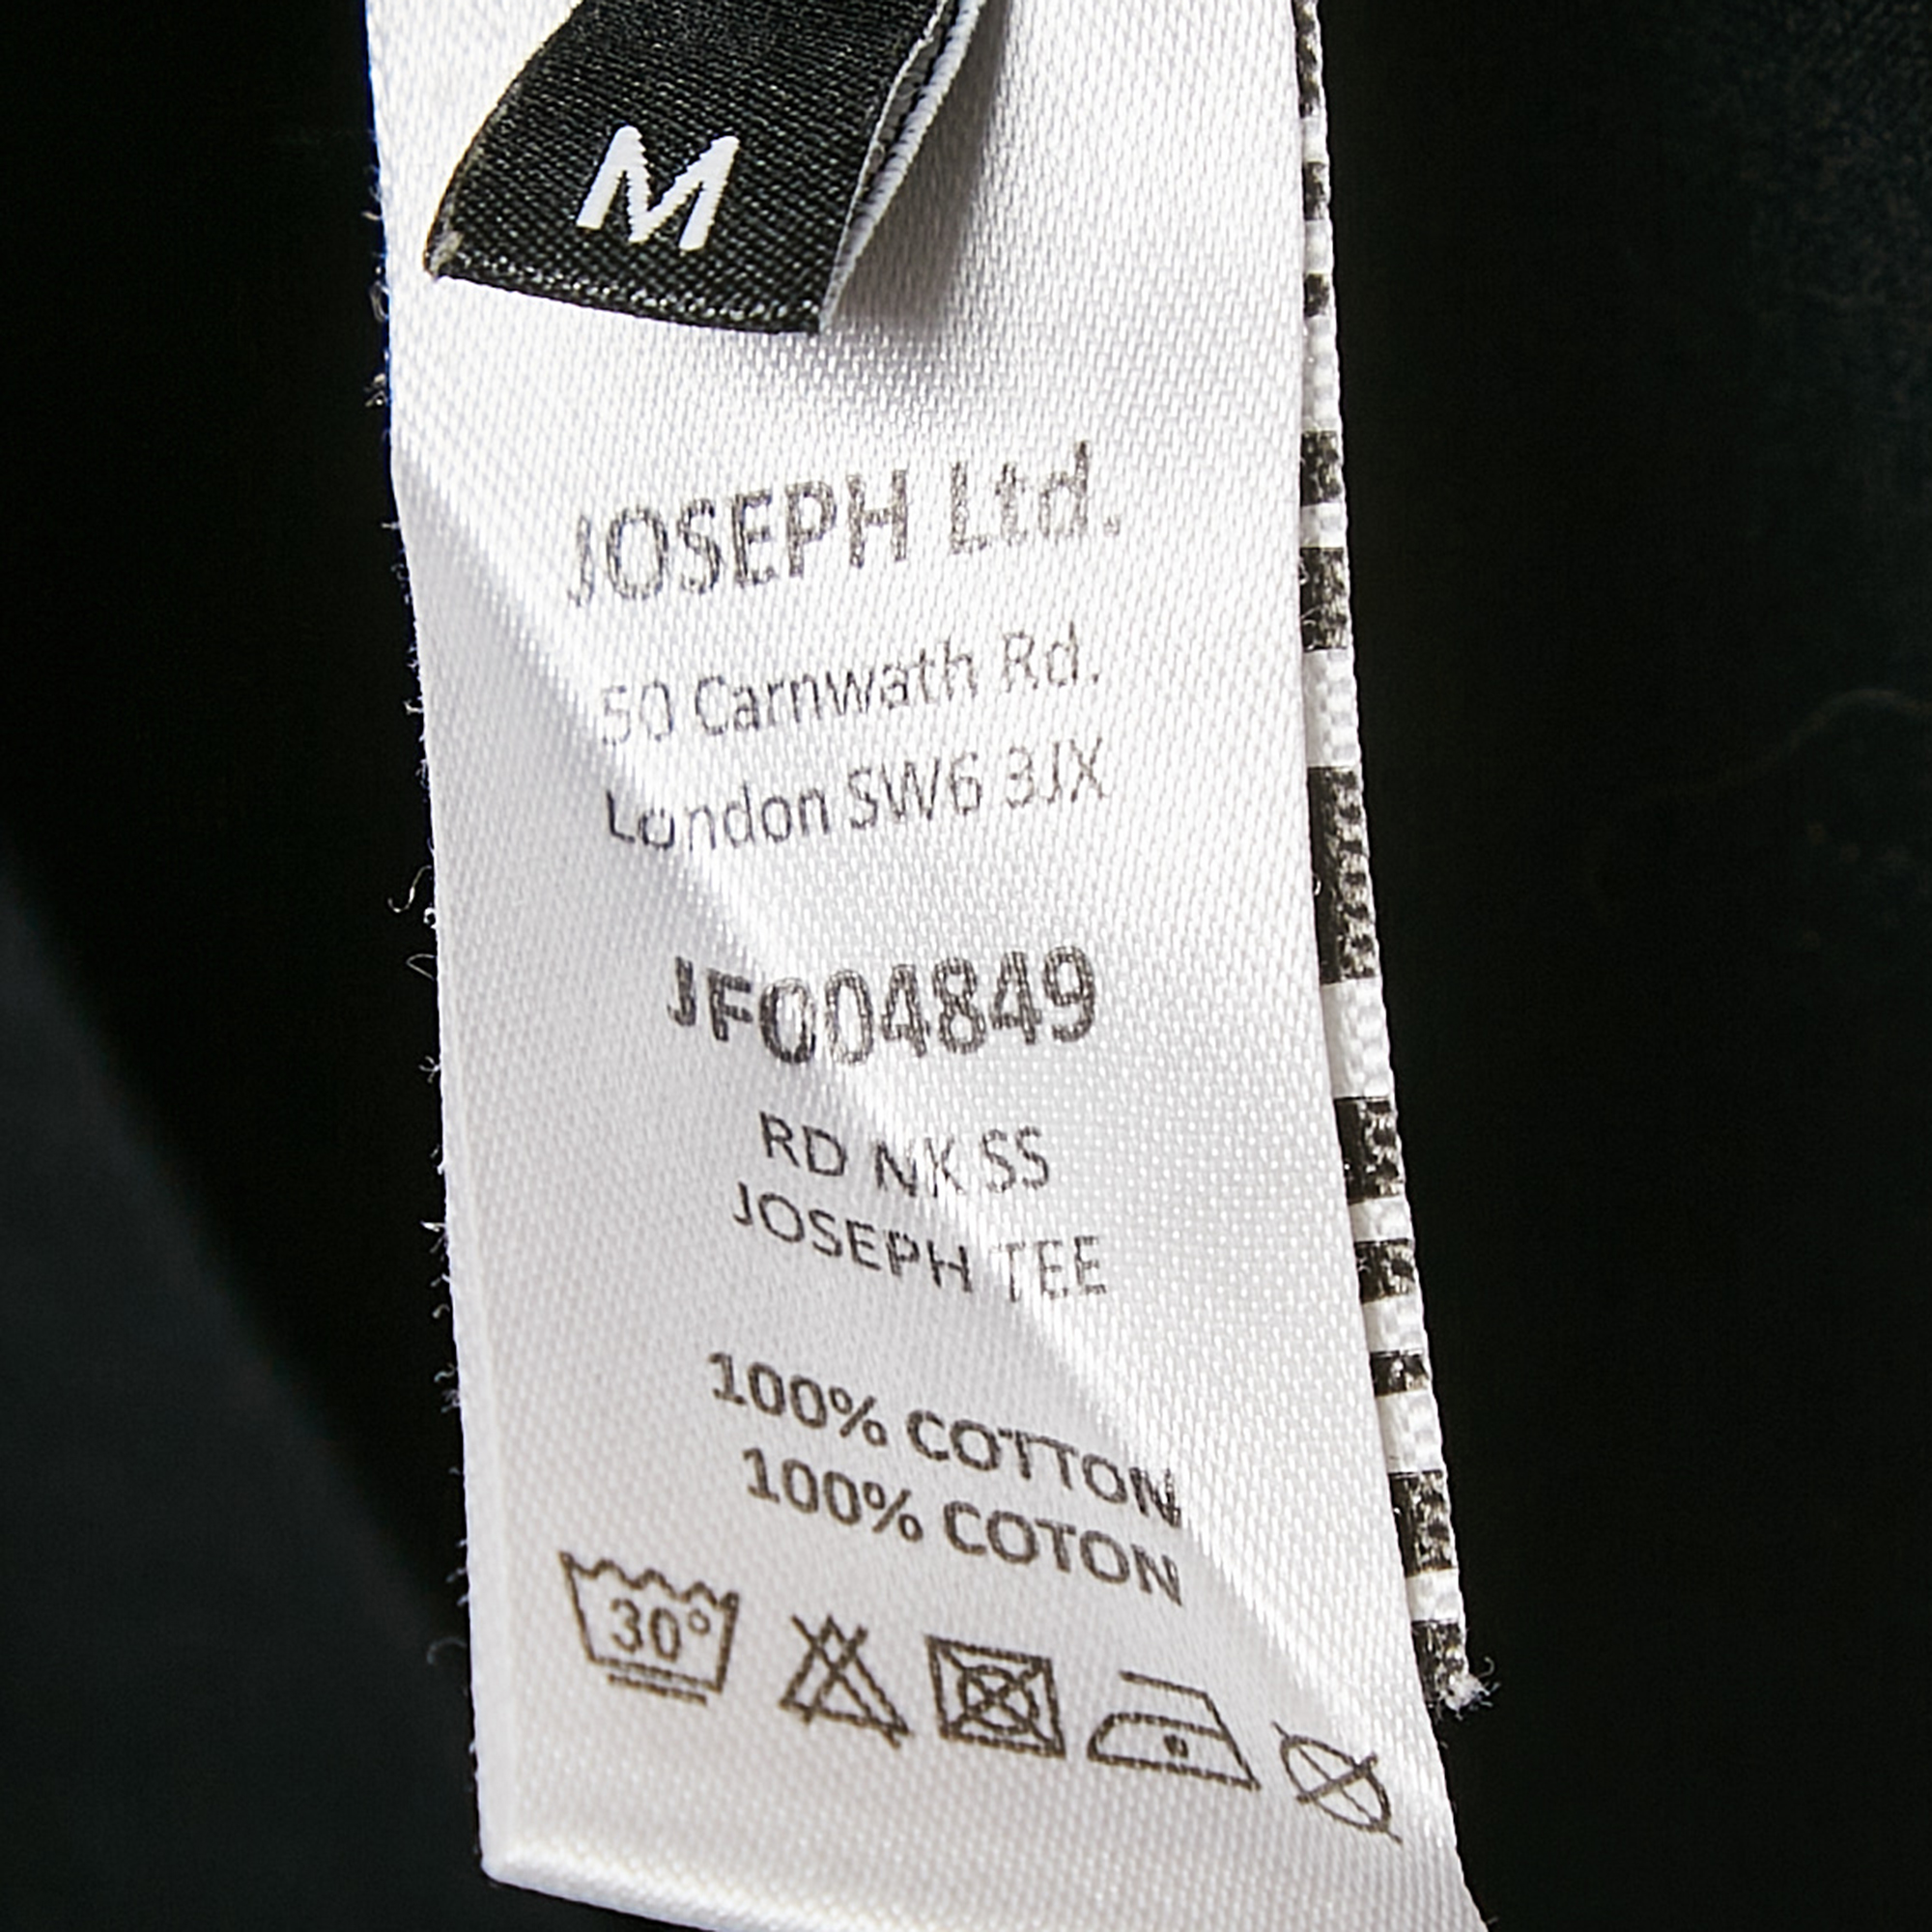 M
JOSEPH Ltd.
50 Carnwath Rd.
London SW6 3JX
JF004849
RD NK SS
JOSEPH TEE
100% COTTON
100% COTON
30°